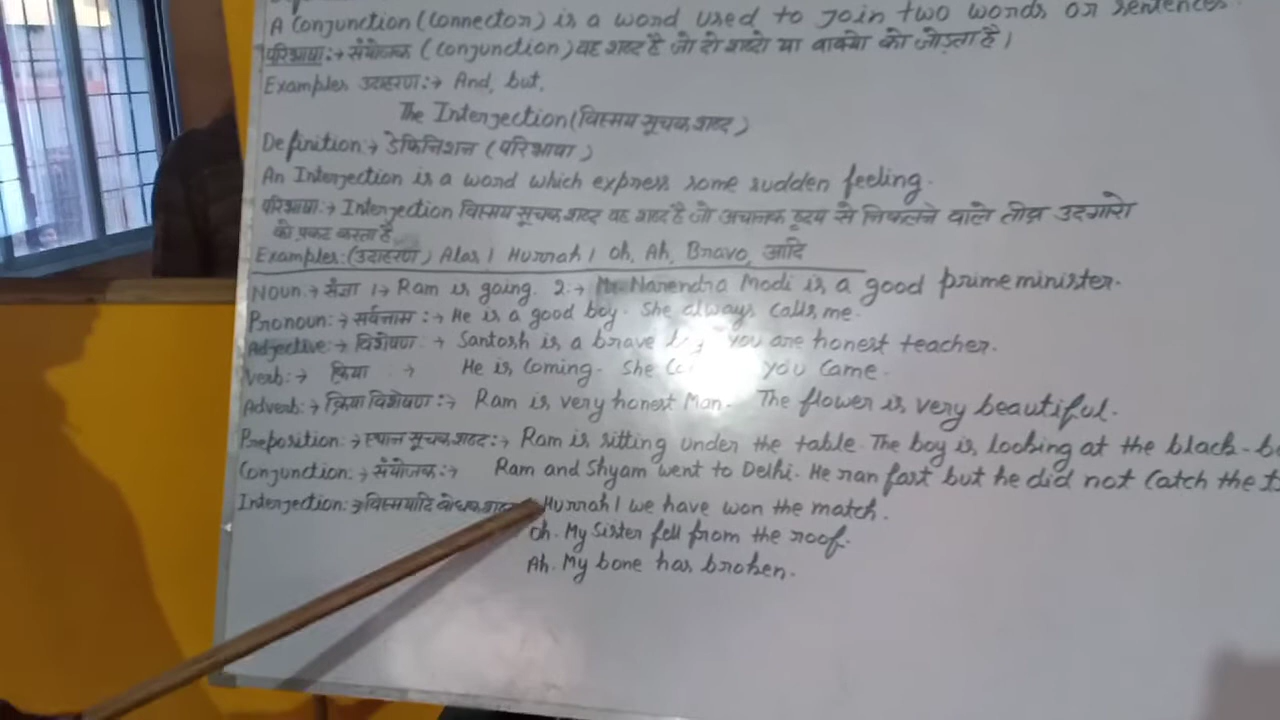 A Conjunction (Connector) is a word used to join two words or sentences.
परिभाषा :→ संयोजक (Conjunction) वह शब्द है जो दो शब्दो या वाक्यो को जोड़ता है।
Examples उदाहरण :→ And, but,
The Interjection (विस्मय सूचक शब्द)
Definition → डेफिनिशन (परिभाषा)
An Interjection is a word which express some sudden feeling.
परिभाषा :→ Interjection विस्मय सूचक शब्द वह शब्द है जो अचानक हृदय से निकलने वाले तीव्र उदगारो
को प्रकट करता है
Examples :(उदाहरण) Alas! Hurrah! Oh, Ah, Bravo, आदि
Noun :→ संज्ञा 1→ Ram is going. 2:→ Mr. Narendra Modi is a good prime minister.
Pronoun :→ सर्वनाम :→ He is a good boy. She always calls me.
Adjective :→ विशेषण → Santosh is a brave you are honest teacher.
Verb :→ क्रिया → He is Coming. She you Came.
Adverb :→ क्रिया विशेषण :→ Ram is very honest Man. The flower is very beautiful.
Preposition :→ स्थान सूचक शब्द :→ Ram is sitting under the table. The boy is looking at the black-
Conjunction :→ संयोजक :→ Ram and Shyam went to Delhi. He ran fast but he did not Catch the
Interjection :→ विस्मयादि बोधक शब्द Hurrah! we have won the match.
Oh. My Sister fell from the roof.
Ah. My bone has broken.